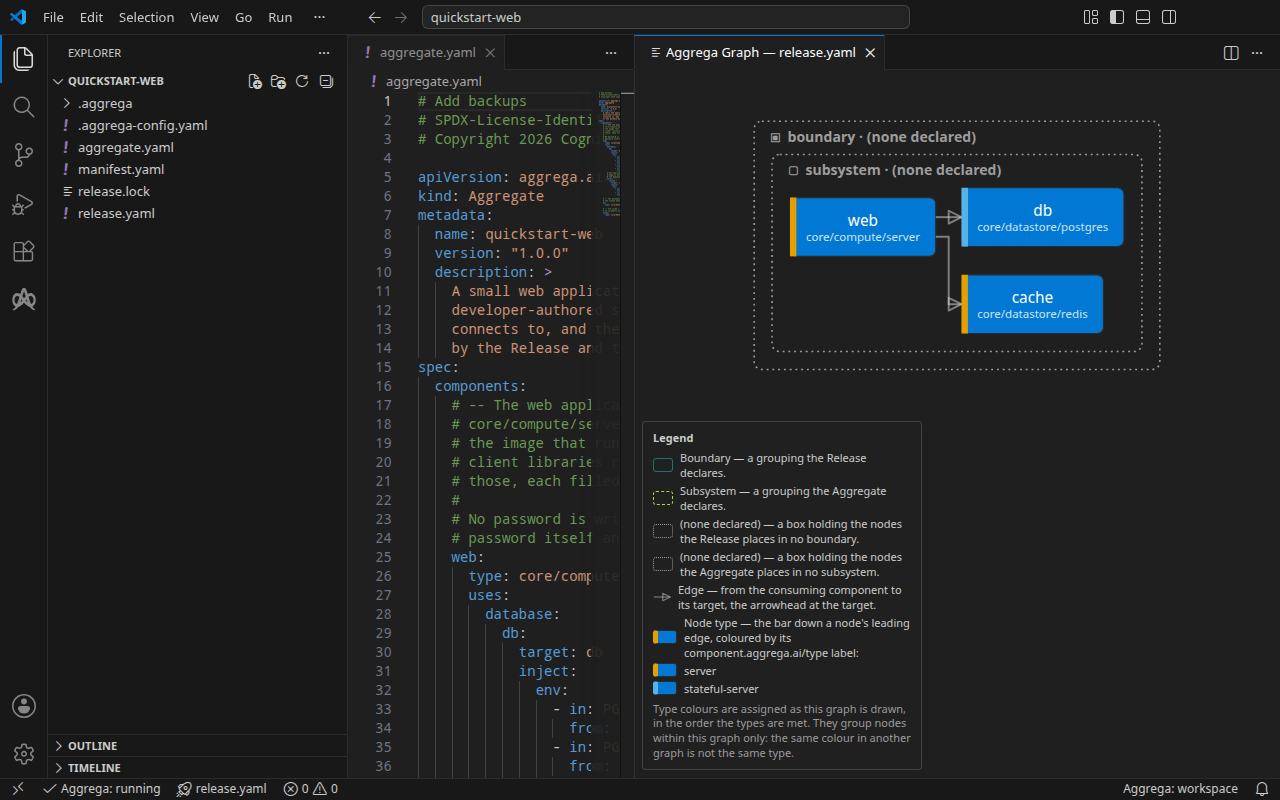 File Edit Selection View Go Run ···
quickstart-web
EXPLORER
QUICKSTART-WEB
.aggrega
.aggrega-config.yaml
aggregate.yaml
manifest.yaml
release.lock
release.yaml
OUTLINE
TIMELINE
aggregate.yaml
aggregate.yaml
1 # Add backups
2 # SPDX-License-Identi
3 # Copyright 2026 Cogn
4
5 apiVersion: aggrega.a
6 kind: Aggregate
7 metadata:
8 name: quickstart-web
9 version: "1.0.0"
10 description: >
11 A small web applicat
12 developer-authored s
13 connects to, and the
14 by the Release and t
15 spec:
16 components:
17 # -- The web applica
18 # core/compute/serve
19 # the image that run
20 # client libraries r
21 # those, each filled
22 #
23 # No password is wri
24 # password itself an
25 web:
26 type: core/compute
27 uses:
28 database:
29 db:
30 target: db
31 inject:
32 env:
33 - in: PG
34 from:
35 - in: PG
36 from:
Aggrega Graph — release.yaml
boundary · (none declared)
subsystem · (none declared)
web
core/compute/server
db
core/datastore/postgres
cache
core/datastore/redis
Legend
Boundary — a grouping the Release
declares.
Subsystem — a grouping the Aggregate
declares.
(none declared) — a box holding the nodes
the Release places in no boundary.
(none declared) — a box holding the nodes
the Aggregate places in no subsystem.
Edge — from the consuming component to
its target, the arrowhead at the target.
Node type — the bar down a node's leading
edge, coloured by its
component.aggrega.ai/type label:
server
stateful-server
Type colours are assigned as this graph is drawn,
in the order the types are met. They group nodes
within this graph only: the same colour in another
graph is not the same type.
Aggrega: running release.yaml 0 0 Aggrega: workspace